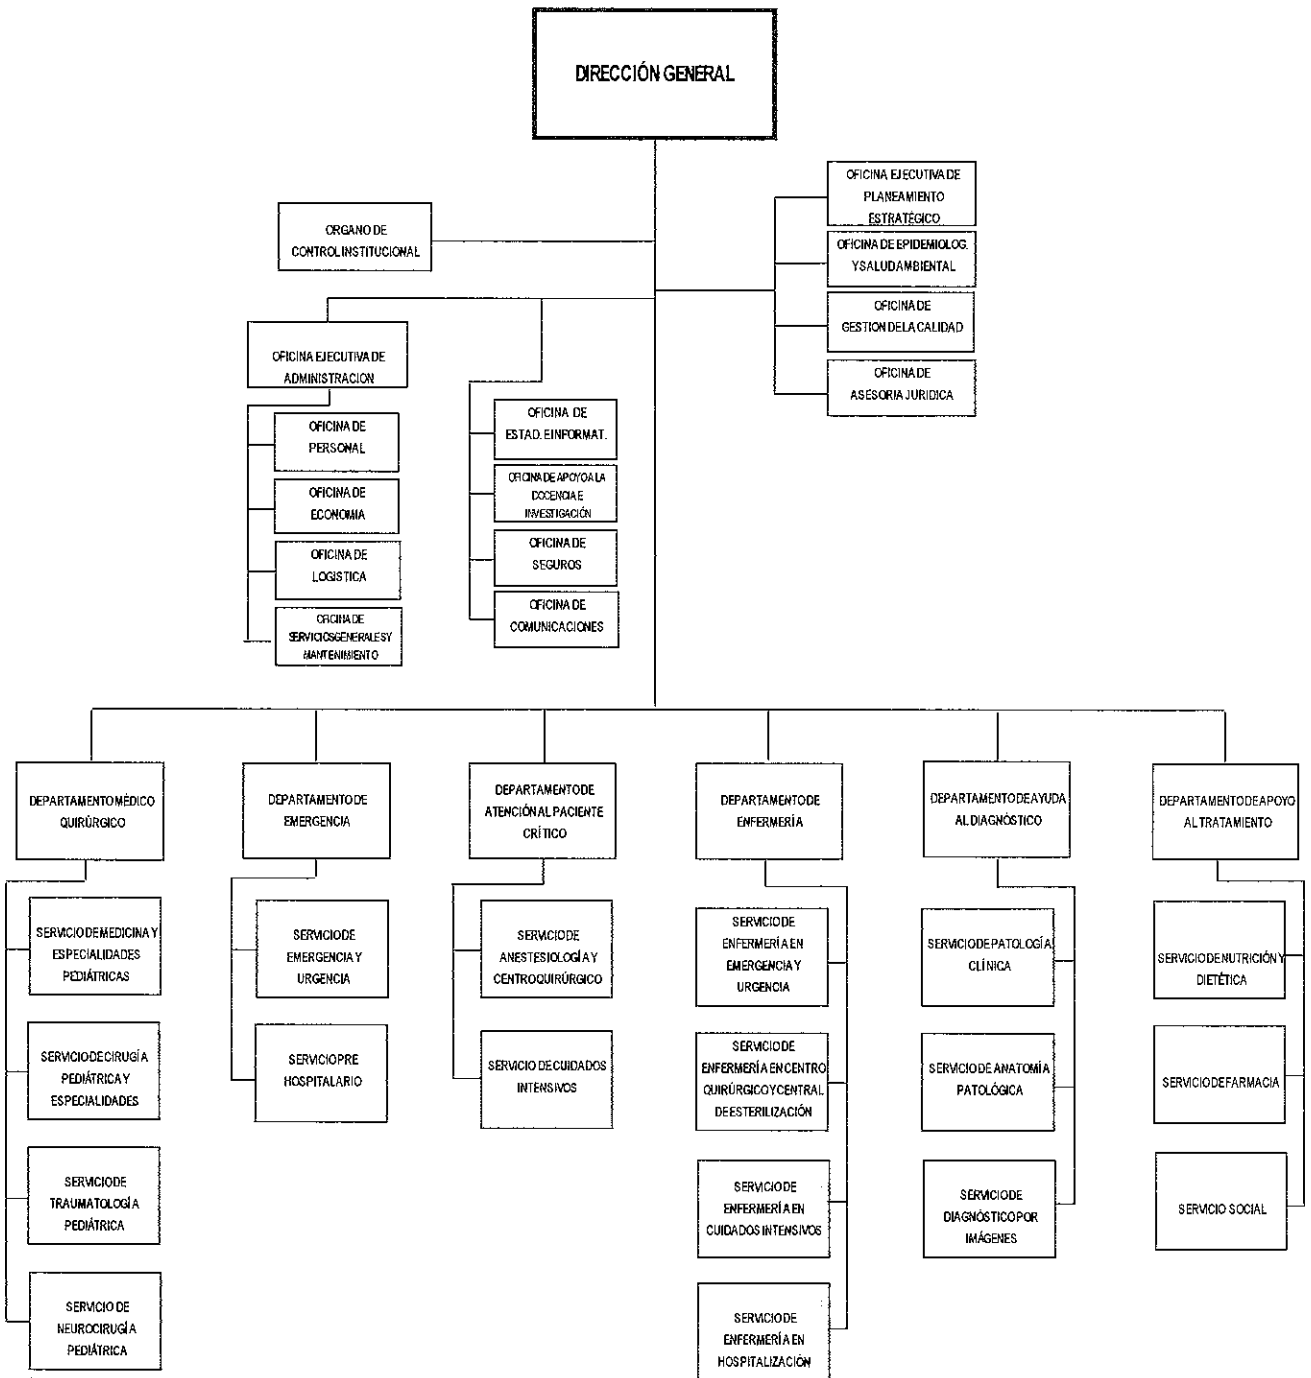 DIRECCIÓN GENERAL
OFICINA EJECUTIVA DE
PLANEAMIENTO
ESTRATÉGICO
ORGANO DE
CONTROL INSTITUCIONAL
OFICINA DE EPIDEMIOLOG.
Y SALUD AMBIENTAL
OFICINA DE
GESTION DE LA CALIDAD
OFICINA DE
ASESORIA JURIDICA
OFICINA EJECUTIVA DE
ADMINISTRACION
OFICINA DE
PERSONAL
OFICINA DE
ECONOMIA
OFICINA DE
LOGISTICA
OFICINA DE
SERVICIOS GENERALES Y
MANTENIMIENTO
OFICINA DE
ESTAD. E INFORMAT.
OFICINA DE APOYO A LA
DOCENCIA E
INVESTIGACIÓN
OFICINA DE
SEGUROS
OFICINA DE
COMUNICACIONES
DEPARTAMENTO MÉDICO
QUIRÚRGICO
SERVICIO DE MEDICINA Y
ESPECIALIDADES
PEDIÁTRICAS
SERVICIO DE CIRUGÍA
PEDIÁTRICA Y
ESPECIALIDADES
SERVICIO DE
TRAUMATOLOGÍA
PEDIÁTRICA
SERVICIO DE
NEUROCIRUGÍA
PEDIÁTRICA
DEPARTAMENTO DE
EMERGENCIA
SERVICIO DE
EMERGENCIA Y
URGENCIA
SERVICIO PRE
HOSPITALARIO
DEPARTAMENTO DE
ATENCIÓN AL PACIENTE
CRÍTICO
SERVICIO DE
ANESTESIOLOGÍA Y
CENTRO QUIRÚRGICO
SERVICIO DE CUIDADOS
INTENSIVOS
DEPARTAMENTO DE
ENFERMERÍA
SERVICIO DE
ENFERMERÍA EN
EMERGENCIA Y
URGENCIA
SERVICIO DE
ENFERMERÍA EN CENTRO
QUIRÚRGICO Y CENTRAL
DE ESTERILIZACIÓN
SERVICIO DE
ENFERMERÍA EN
CUIDADOS INTENSIVOS
SERVICIO DE
ENFERMERÍA EN
HOSPITALIZACIÓN
DEPARTAMENTO DE AYUDA
AL DIAGNÓSTICO
SERVICIO DE PATOLOGÍA
CLÍNICA
SERVICIO DE ANATOMÍA
PATOLÓGICA
SERVICIO DE
DIAGNÓSTICO POR
IMÁGENES
DEPARTAMENTO DE APOYO
AL TRATAMIENTO
SERVICIO DE NUTRICIÓN Y
DIETÉTICA
SERVICIO DE FARMACIA
SERVICIO SOCIAL